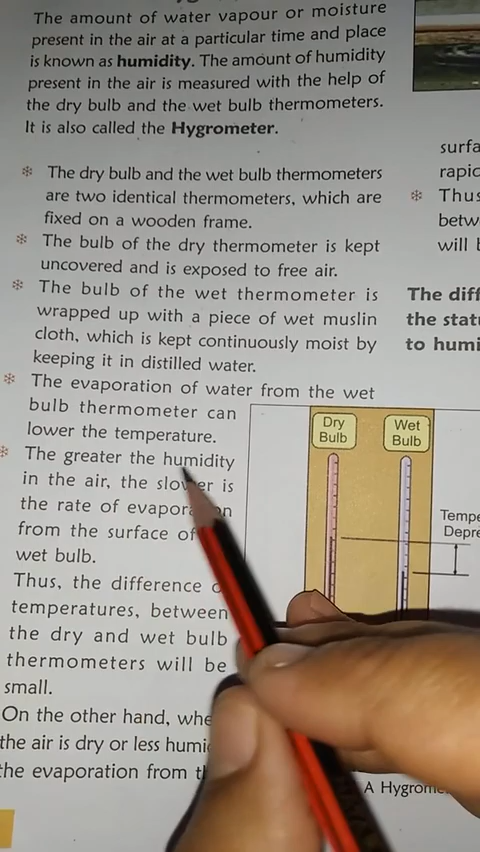 The amount of water vapour or moisture
present in the air at a particular time and place
is known as humidity. The amount of humidity
present in the air is measured with the help of
the dry bulb and the wet bulb thermometers.
It is also called the Hygrometer.
The dry bulb and the wet bulb thermometers
are two identical thermometers, which are
fixed on a wooden frame.
The bulb of the dry thermometer is kept
uncovered and is exposed to free air.
The bulb of the wet thermometer is
wrapped up with a piece of wet muslin
cloth, which is kept continuously moist by
keeping it in distilled water.
The evaporation of water from the wet
bulb thermometer can
lower the temperature.
The greater the humidity
in the air, the slower is
the rate of
from the surface of
wet bulb.
Thus, the difference
temperatures, between
the dry and wet bulb
thermometers will be
small.
On the other hand,
the air is dry or less
the evaporation from
Dry
Bulb
Wet
Bulb
A
Thus
will
The
the
to